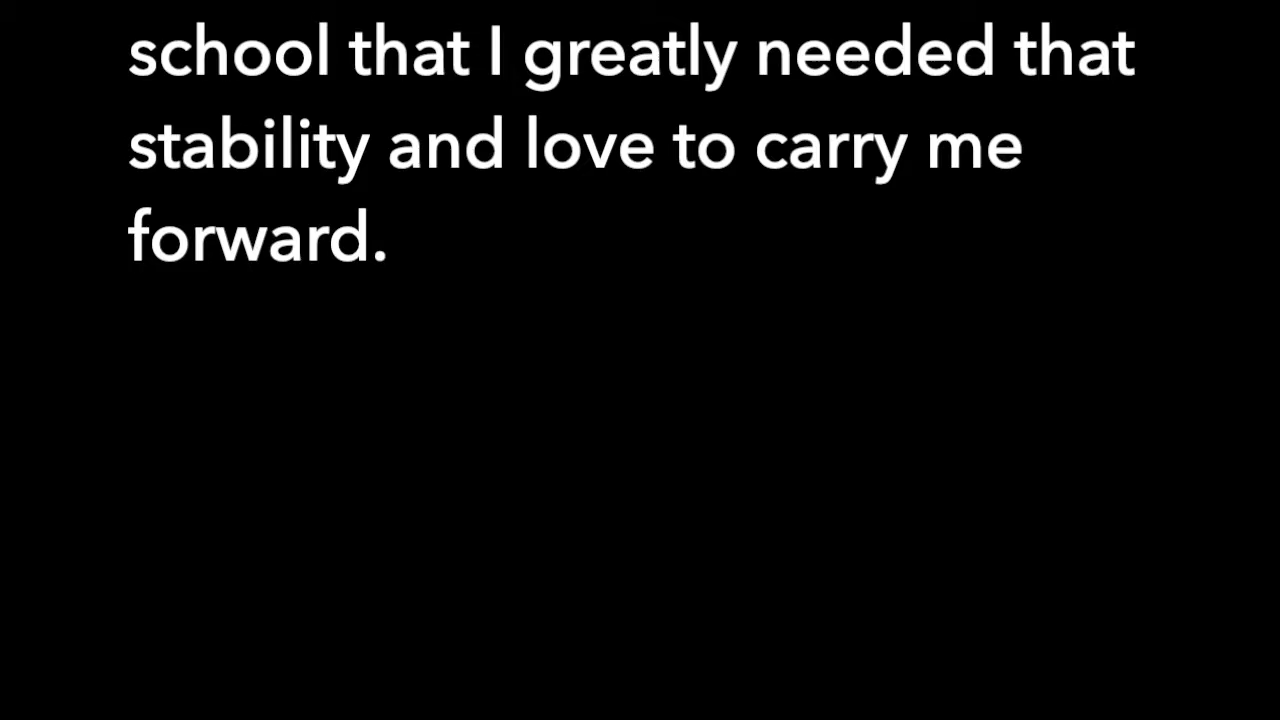 school that I greatly needed that
stability and love to carry me
forward.